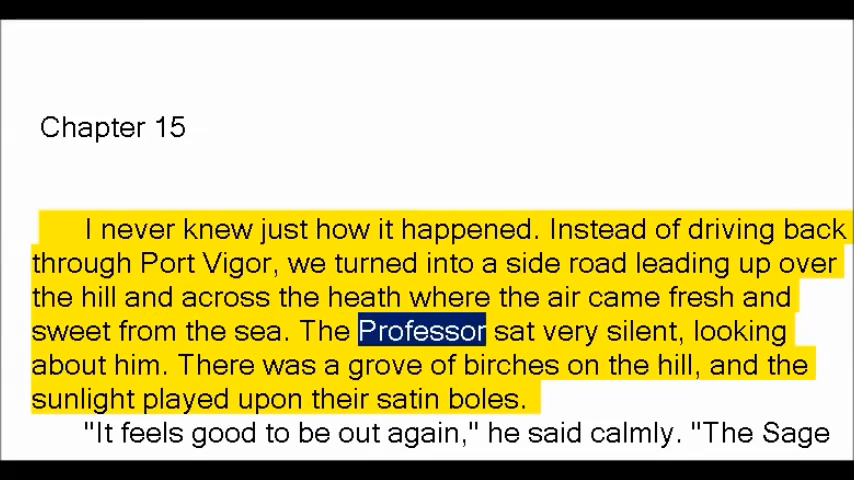 Chapter 15
I never knew just how it happened. Instead of driving back
through Port Vigor, we turned into a side road leading up over
the hill and across the heath where the air came fresh and
sweet from the sea. The Professor sat very silent, looking
about him. There was a grove of birches on the hill, and the
sunlight played upon their satin boles.
"It feels good to be out again," he said calmly. "The Sage